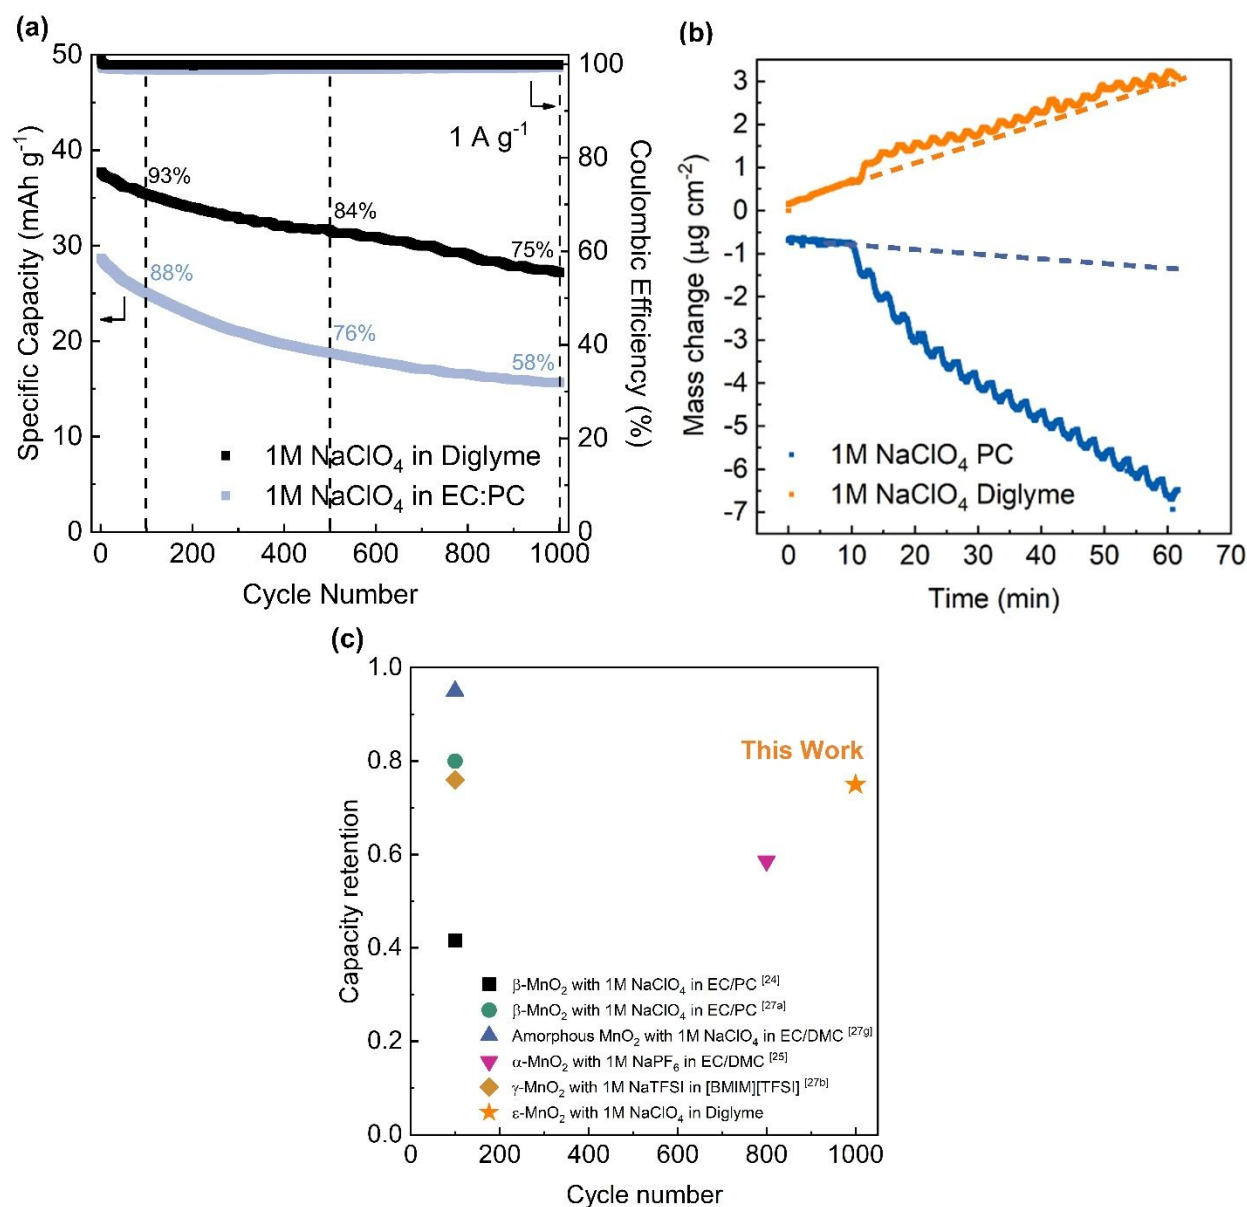 (a)
50
40
30
20
10
0
Specific Capacity (mAh g⁻¹)
0
200
400
600
800
1000
Cycle Number
100
80
60
40
20
0
Coulombic Efficiency (%)
1 A g⁻¹
93%
84%
75%
88%
76%
58%
1M NaClO₄ in Diglyme
1M NaClO₄ in EC:PC
(b)
3
2
1
0
-1
-2
-3
-4
-5
-6
-7
Mass change (μg cm⁻²)
0
10
20
30
40
50
60
70
Time (min)
1M NaClO₄ PC
1M NaClO₄ Diglyme
(c)
1.0
0.8
0.6
0.4
0.2
0.0
Capacity retention
0
200
400
600
800
1000
Cycle number
This Work
β-MnO₂ with 1M NaClO₄ in EC/PC [24]
β-MnO₂ with 1M NaClO₄ in EC/PC [27a]
Amorphous MnO₂ with 1M NaClO₄ in EC/DMC [27g]
α-MnO₂ with 1M NaPF₆ in EC/DMC [25]
γ-MnO₂ with 1M NaTFSI in [BMIM][TFSI] [27b]
ε-MnO₂ with 1M NaClO₄ in Diglyme